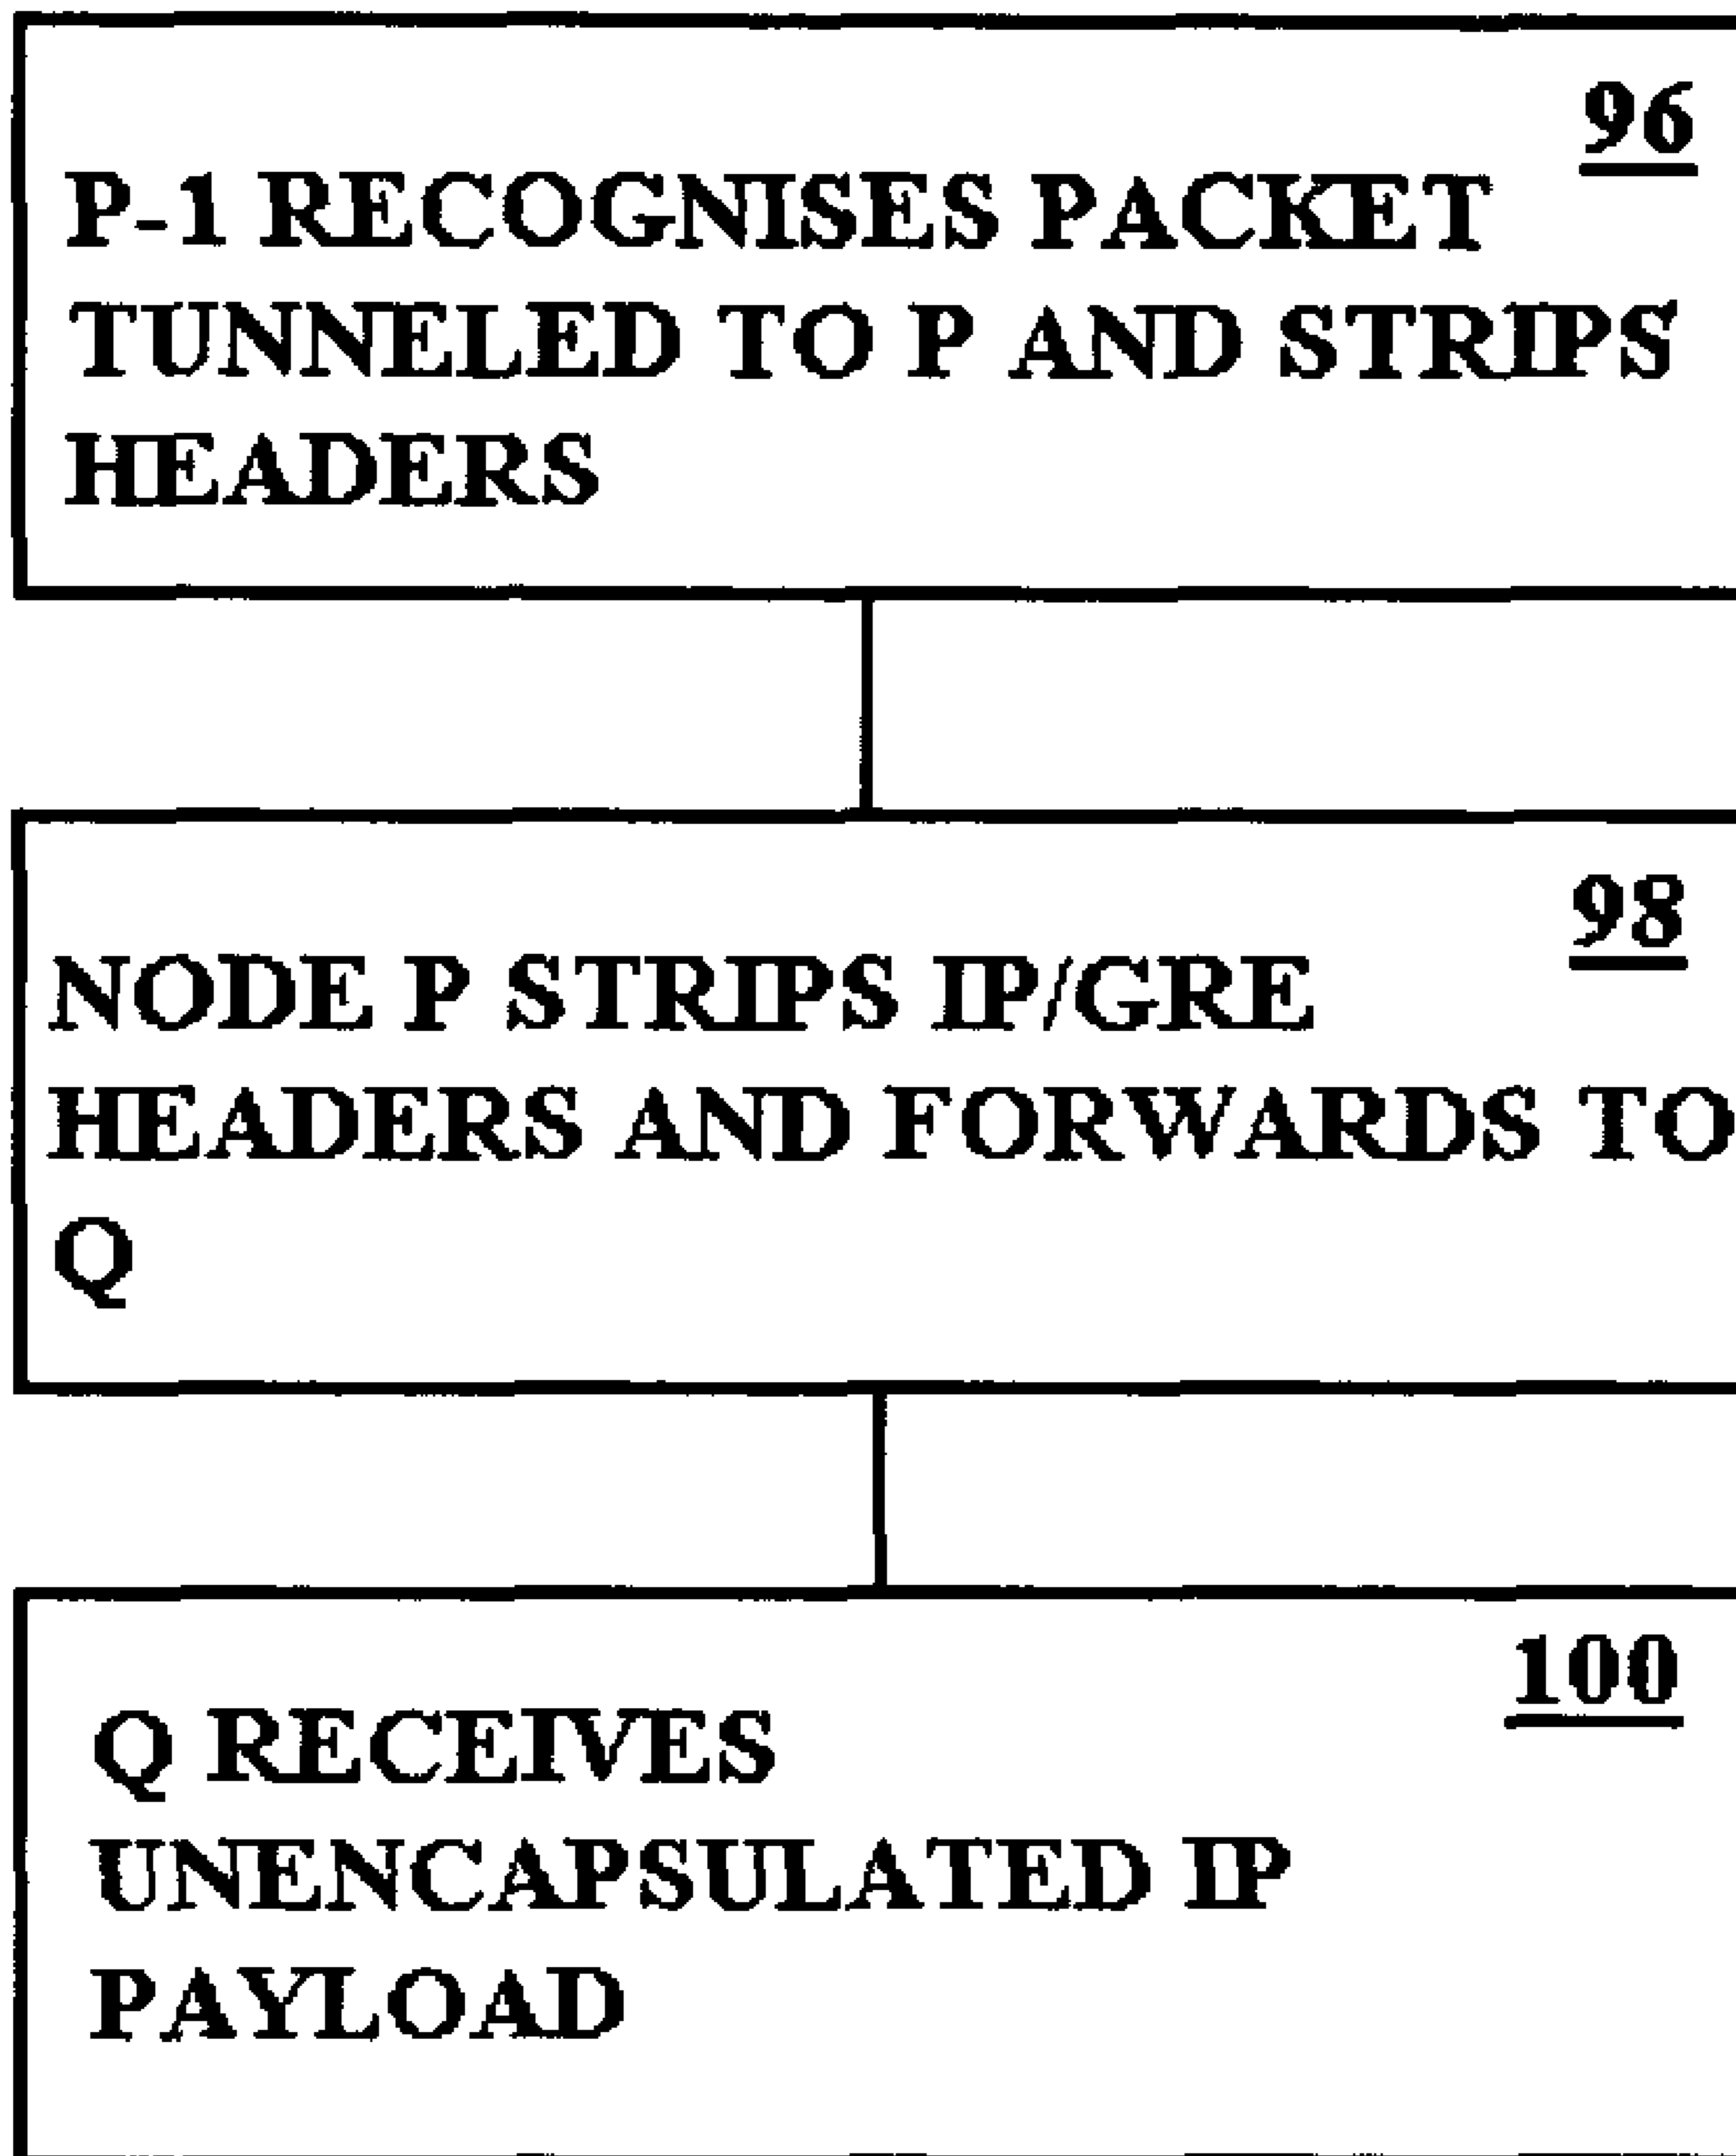 96
P-1 RECOGNISES PACKET
TUNNELED TO P AND STRIPS
HEADERS
98
NODE P STRIPS IP/GRE
HEADERS AND FORWARDS TO
Q
100
Q RECEIVES
UNENCAPSULATED IP
PAYLOAD